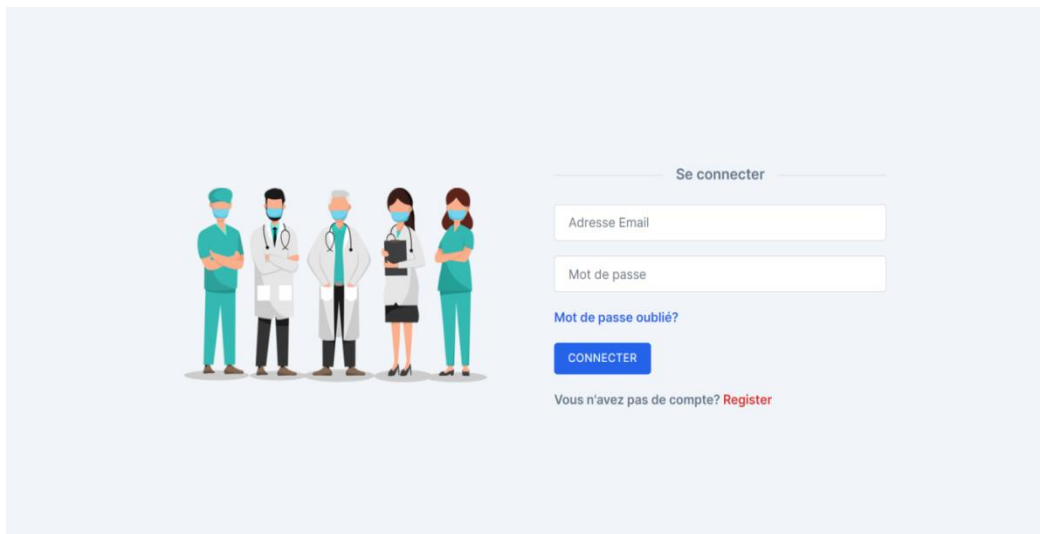 Se connecter
Adresse Email
Mot de passe
Mot de passe oublié?
CONNECTER
Vous n'avez pas de compte? Register